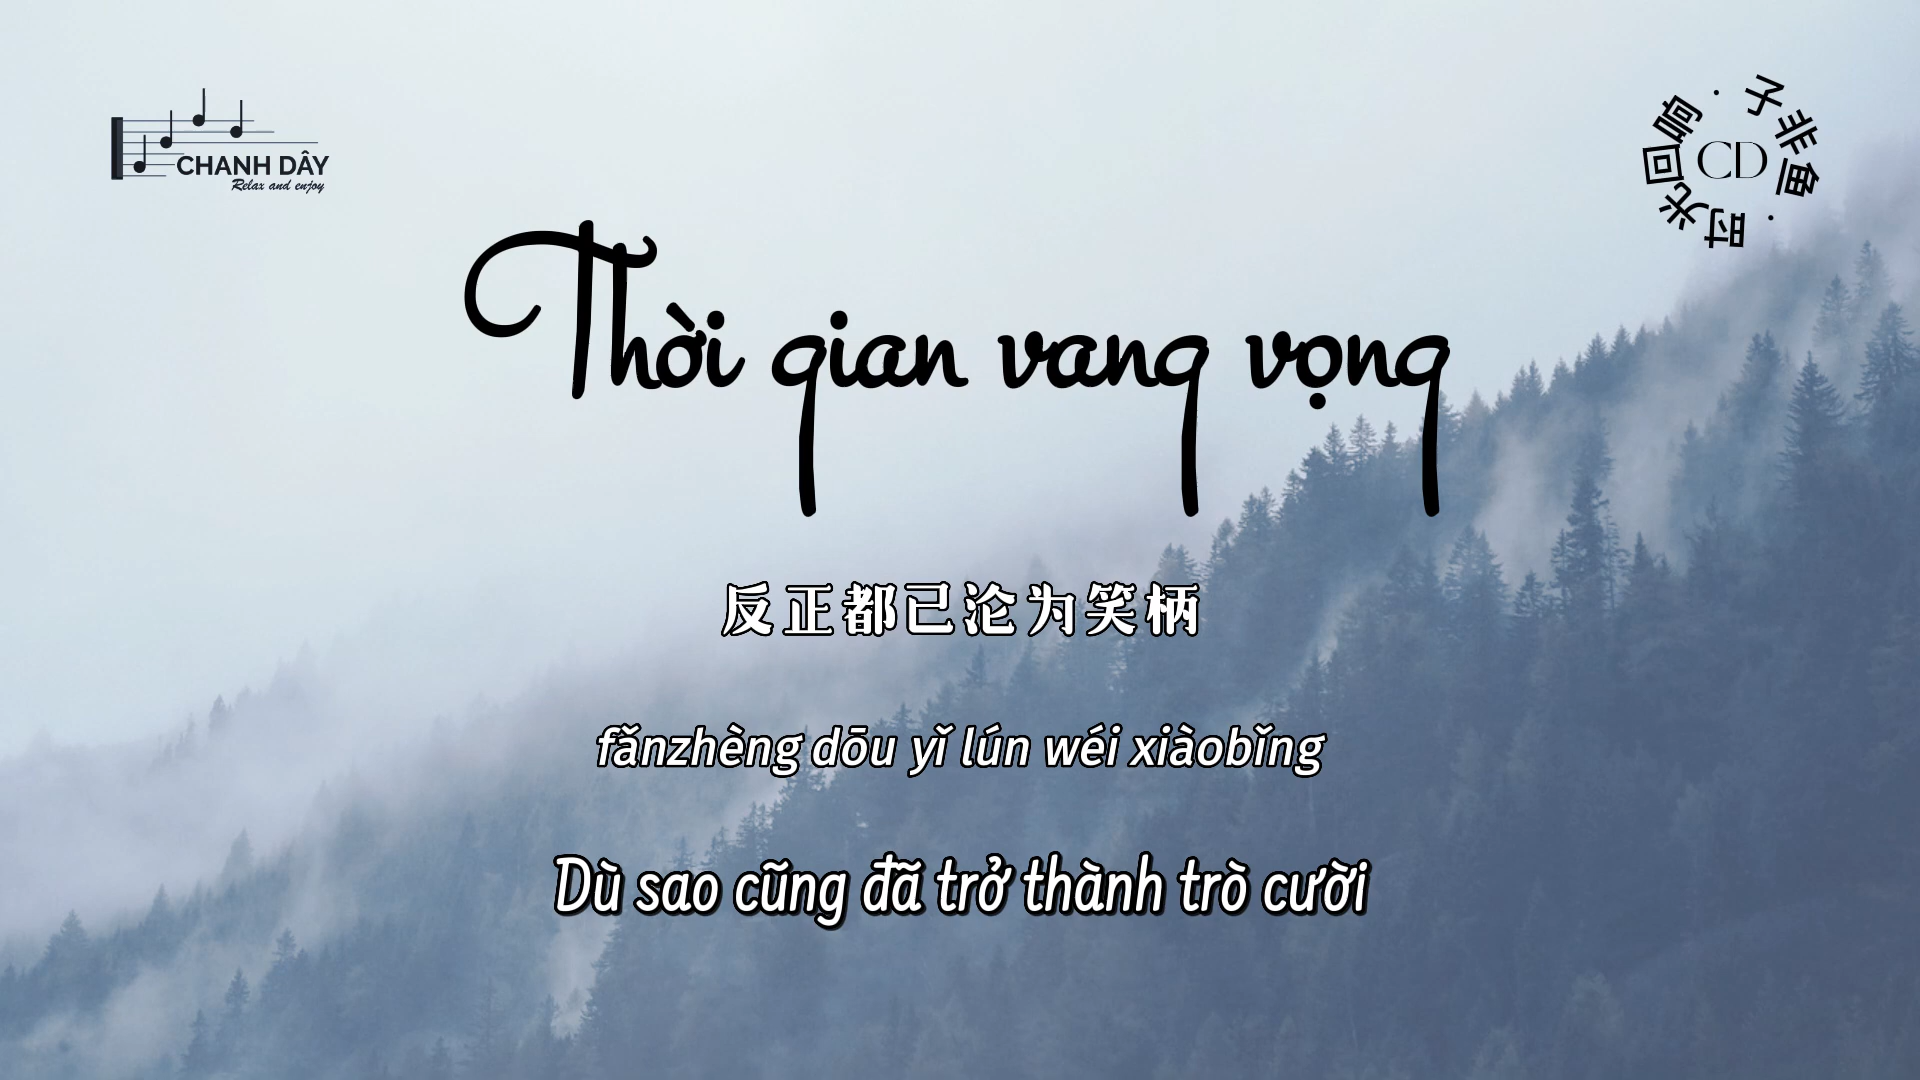 CHANH DÂY
Relax and enjoy
子非鱼 · 时光回响 ·
CD
Thời gian vang vọng
反正都已沦为笑柄
fǎnzhèng dōu yǐ lún wéi xiàobǐng
Dù sao cũng đã trở thành trò cười